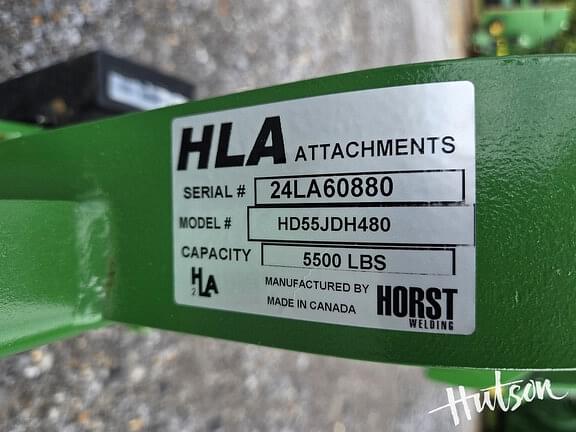 HLA ATTACHMENTS
SERIAL # 24LA60880
MODEL # HD55JDH480
CAPACITY 5500 LBS
HLA
MANUFACTURED BY HORST
MADE IN CANADA WELDING
Hutson